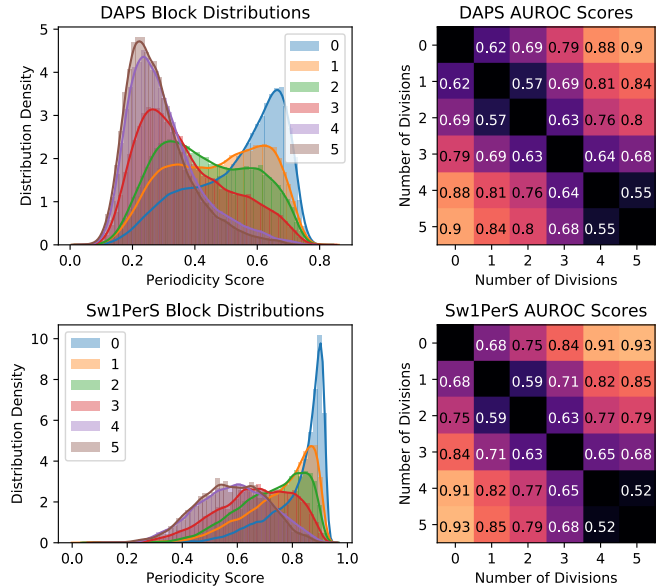 DAPS Block Distributions
5
4
3
2
1
0
Distribution Density
0
1
2
3
4
5
0.0 0.2 0.4 0.6 0.8
Periodicity Score
DAPS AUROC Scores
Number of Divisions
0 0.62 0.69 0.79 0.88 0.9
1 0.62 0.57 0.69 0.81 0.84
2 0.69 0.57 0.63 0.76 0.8
3 0.79 0.69 0.63 0.64 0.68
4 0.88 0.81 0.76 0.64 0.55
5 0.9 0.84 0.8 0.68 0.55
0 1 2 3 4 5
Number of Divisions
Sw1PerS Block Distributions
10
8
6
4
2
0
Distribution Density
0
1
2
3
4
5
0.0 0.2 0.4 0.6 0.8 1.0
Periodicity Score
Sw1PerS AUROC Scores
Number of Divisions
0 0.68 0.75 0.84 0.91 0.93
1 0.68 0.59 0.71 0.82 0.85
2 0.75 0.59 0.63 0.77 0.79
3 0.84 0.71 0.63 0.65 0.68
4 0.91 0.82 0.77 0.65 0.52
5 0.93 0.85 0.79 0.68 0.52
0 1 2 3 4 5
Number of Divisions